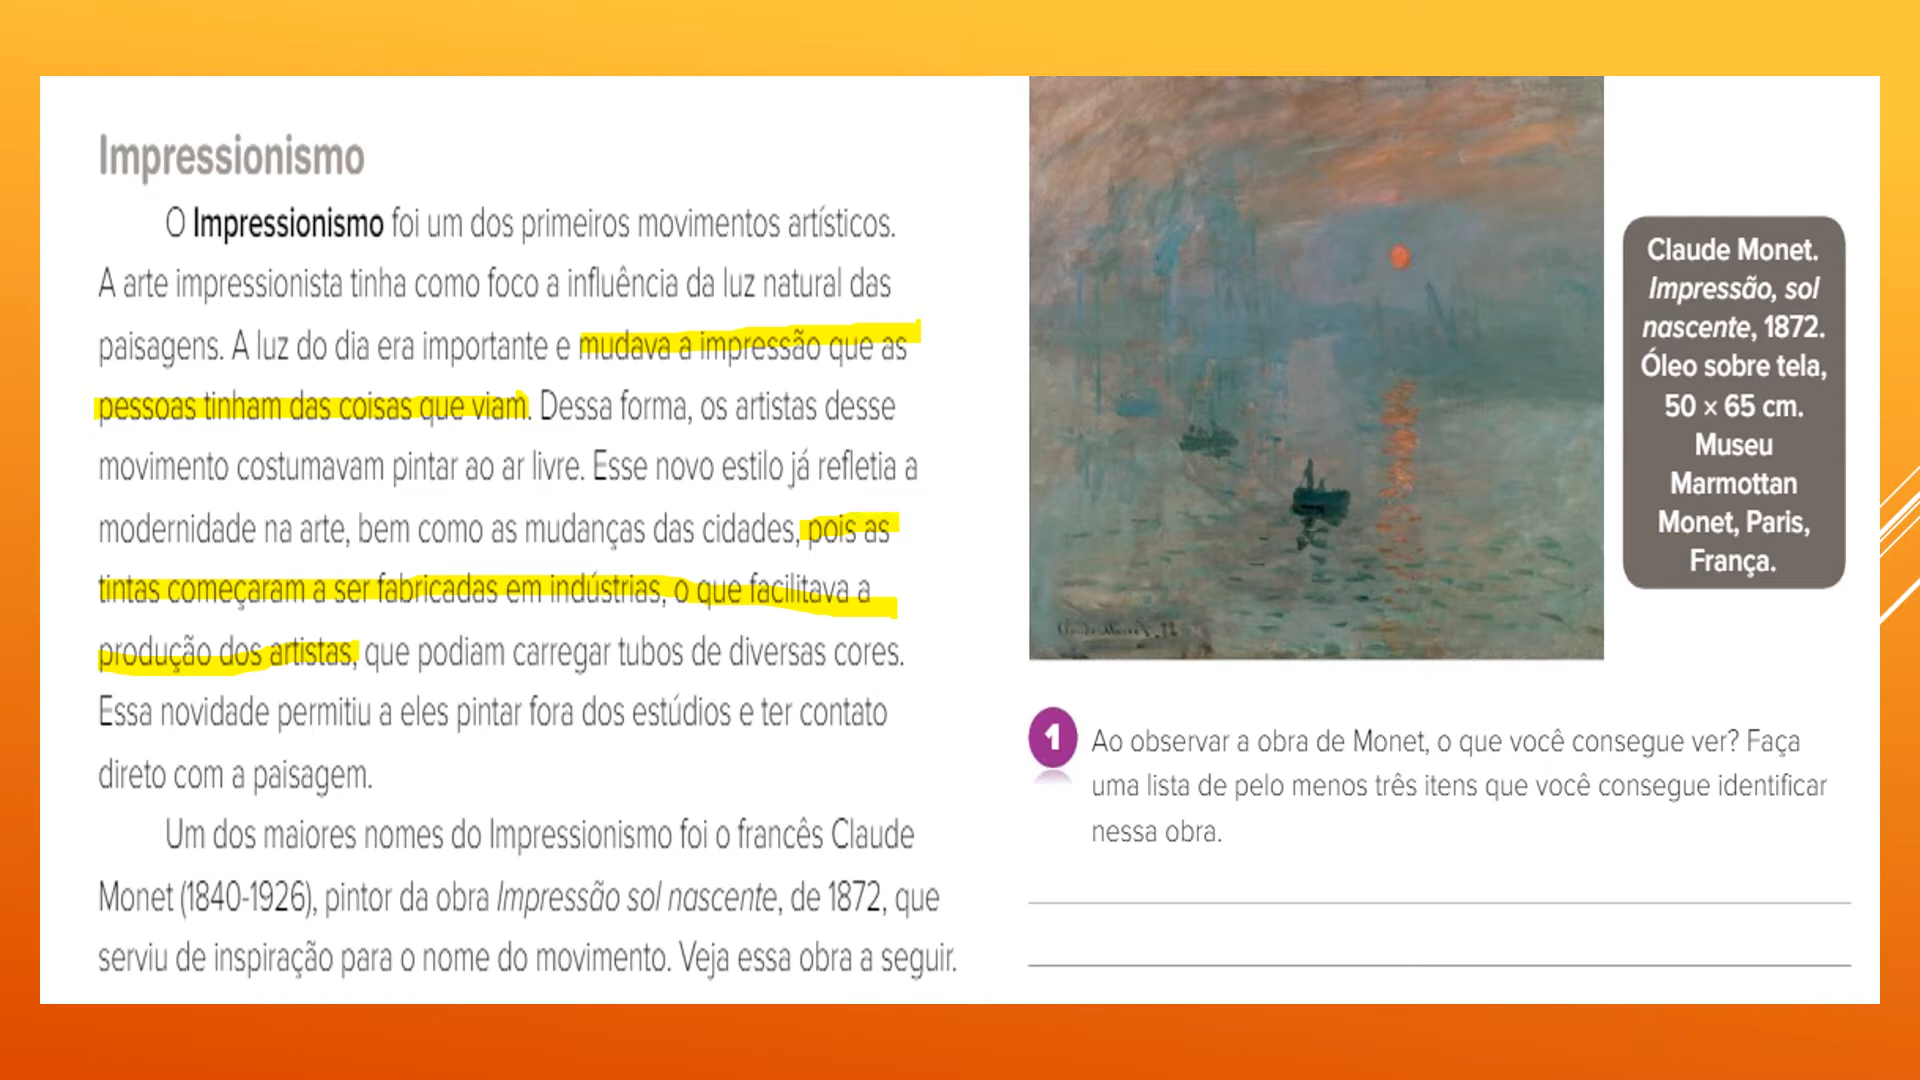 Impressionismo
O Impressionismo foi um dos primeiros movimentos artísticos.
A arte impressionista tinha como foco a influência da luz natural das
paisagens. A luz do dia era importante e mudava a impressão que as
pessoas tinham das coisas que viam. Dessa forma, os artistas desse
movimento costumavam pintar ao ar livre. Esse novo estilo já refletia a
modernidade na arte, bem como as mudanças das cidades, pois as
tintas começaram a ser fabricadas em indústrias, o que facilitava a
produção dos artistas, que podiam carregar tubos de diversas cores.
Essa novidade permitiu a eles pintar fora dos estúdios e ter contato
direto com a paisagem.
Um dos maiores nomes do Impressionismo foi o francês Claude
Monet (1840-1926), pintor da obra Impressão sol nascente, de 1872, que
serviu de inspiração para o nome do movimento. Veja essa obra a seguir.
Claude Monet. 72
Claude Monet.
Impressão, sol
nascente, 1872.
Óleo sobre tela,
50 × 65 cm.
Museu
Marmottan
Monet, Paris,
França.
1 Ao observar a obra de Monet, o que você consegue ver? Faça
uma lista de pelo menos três itens que você consegue identificar
nessa obra.